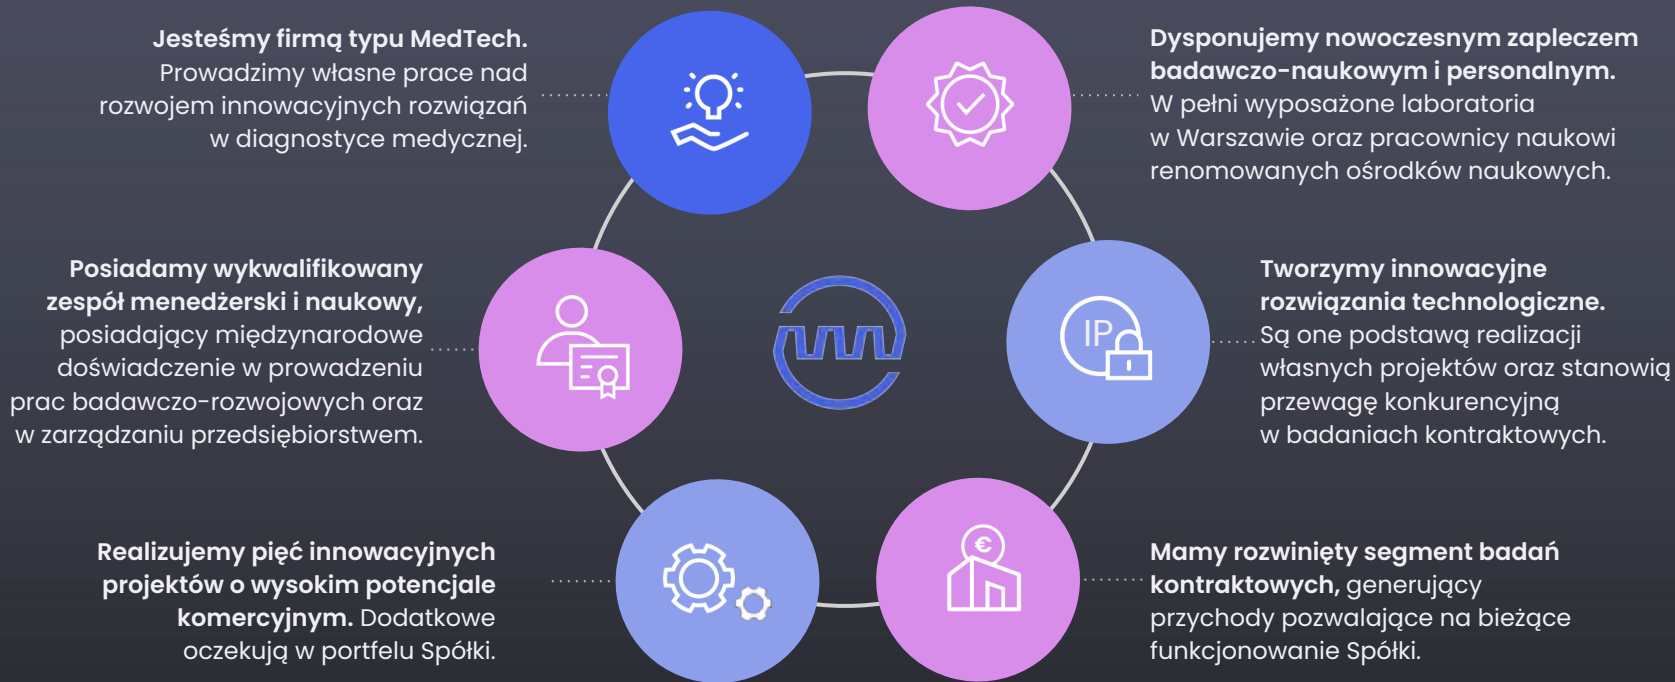 Jesteśmy firmą typu MedTech.
Prowadzimy własne prace nad
rozwojem innowacyjnych rozwiązań
w diagnostyce medycznej.
Dysponujemy nowoczesnym zapleczem
badawczo-naukowym i personalnym.
W pełni wyposażone laboratoria
w Warszawie oraz pracownicy naukowi
renomowanych ośrodków naukowych.
Posiadamy wykwalifikowany
zespół menedżerski i naukowy,
posiadający międzynarodowe
doświadczenie w prowadzeniu
prac badawczo-rozwojowych oraz
w zarządzaniu przedsiębiorstwem.
IP
Tworzymy innowacyjne
rozwiązania technologiczne.
Są one podstawą realizacji
własnych projektów oraz stanowią
przewagę konkurencyjną
w badaniach kontraktowych.
Realizujemy pięć innowacyjnych
projektów o wysokim potencjale
komercyjnym. Dodatkowe
oczekują w portfelu Spółki.
€
Mamy rozwinięty segment badań
kontraktowych, generujący
przychody pozwalające na bieżące
funkcjonowanie Spółki.